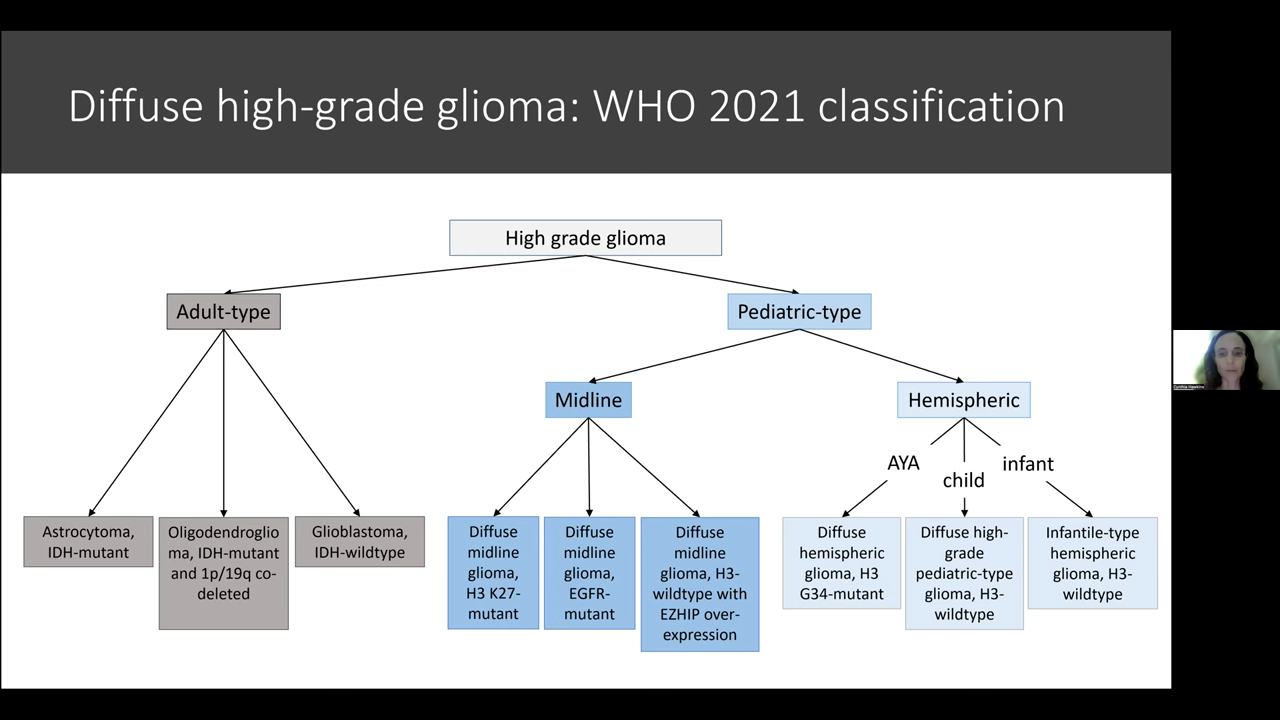 Diffuse high-grade glioma: WHO 2021 classification
High grade glioma
Adult-type
Pediatric-type
Midline
Hemispheric
AYA
child
infant
Astrocytoma,
IDH-mutant
Oligodendroglio
ma, IDH-mutant
and 1p/19q co-
deleted
Glioblastoma,
IDH-wildtype
Diffuse
midline
glioma,
H3 K27-
mutant
Diffuse
midline
glioma,
EGFR-
mutant
Diffuse
midline
glioma, H3-
wildtype with
EZHIP over-
expression
Diffuse
hemispheric
glioma, H3
G34-mutant
Diffuse high-
grade
pediatric-type
glioma, H3-
wildtype
Infantile-type
hemispheric
glioma, H3-
wildtype
Cynthia Hawkins